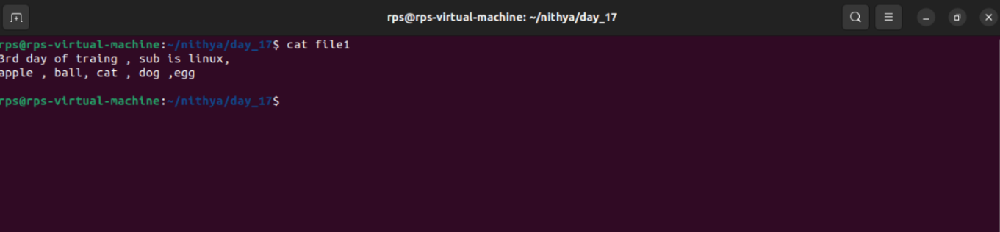 rps@rps-virtual-machine: ~/nithya/day_17
rps@rps-virtual-machine:~/nithya/day_17$ cat file1
3rd day of traing , sub is linux,
apple , ball, cat , dog ,egg
rps@rps-virtual-machine:~/nithya/day_17$